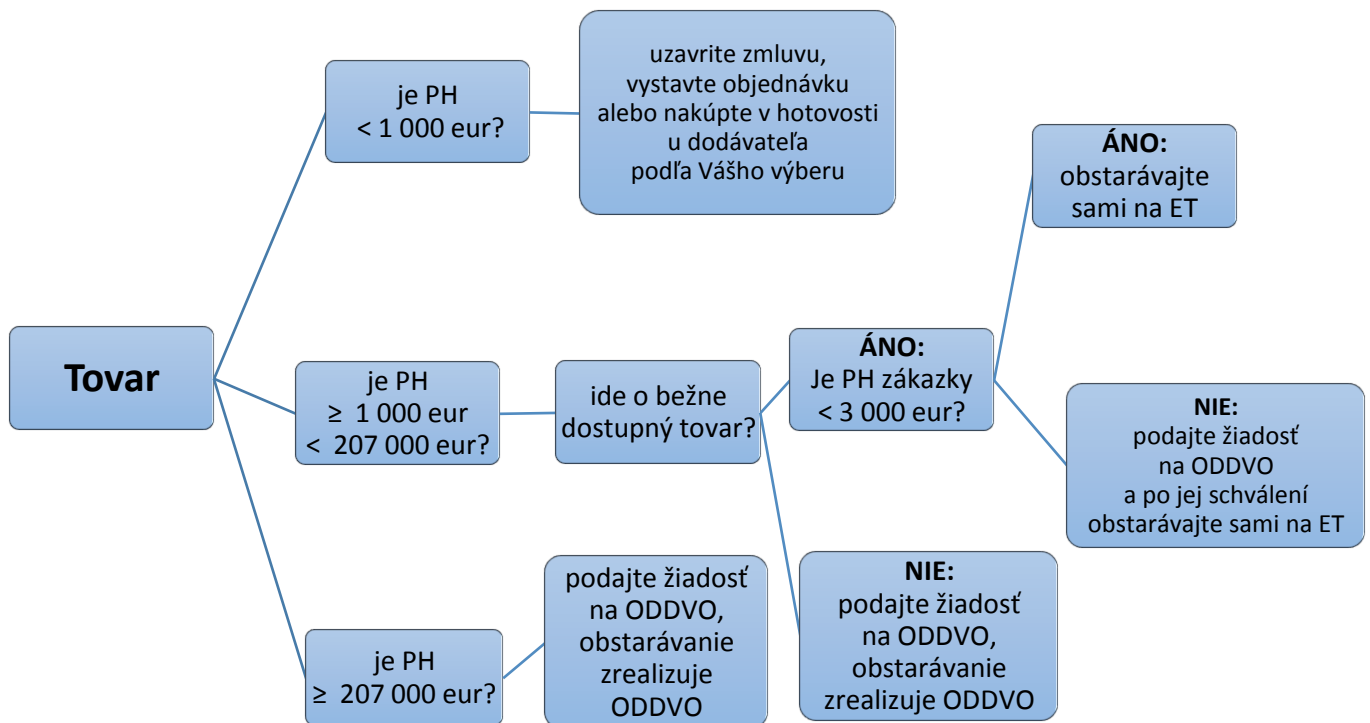 Tovar
je PH
< 1 000 eur?
uzavrite zmluvu,
vystavte objednávku
alebo nakúpte v hotovosti
u dodávateľa
podľa Vášho výberu
je PH
≥ 1 000 eur
< 207 000 eur?
ide o bežne
dostupný tovar?
ÁNO:
Je PH zákazky
< 3 000 eur?
ÁNO:
obstarávajte
sami na ET
NIE:
podajte žiadosť
na ODDVO
a po jej schválení
obstarávajte sami na ET
NIE:
podajte žiadosť
na ODDVO,
obstarávanie
zrealizuje ODDVO
je PH
≥ 207 000 eur?
podajte žiadosť
na ODDVO,
obstarávanie
zrealizuje
ODDVO